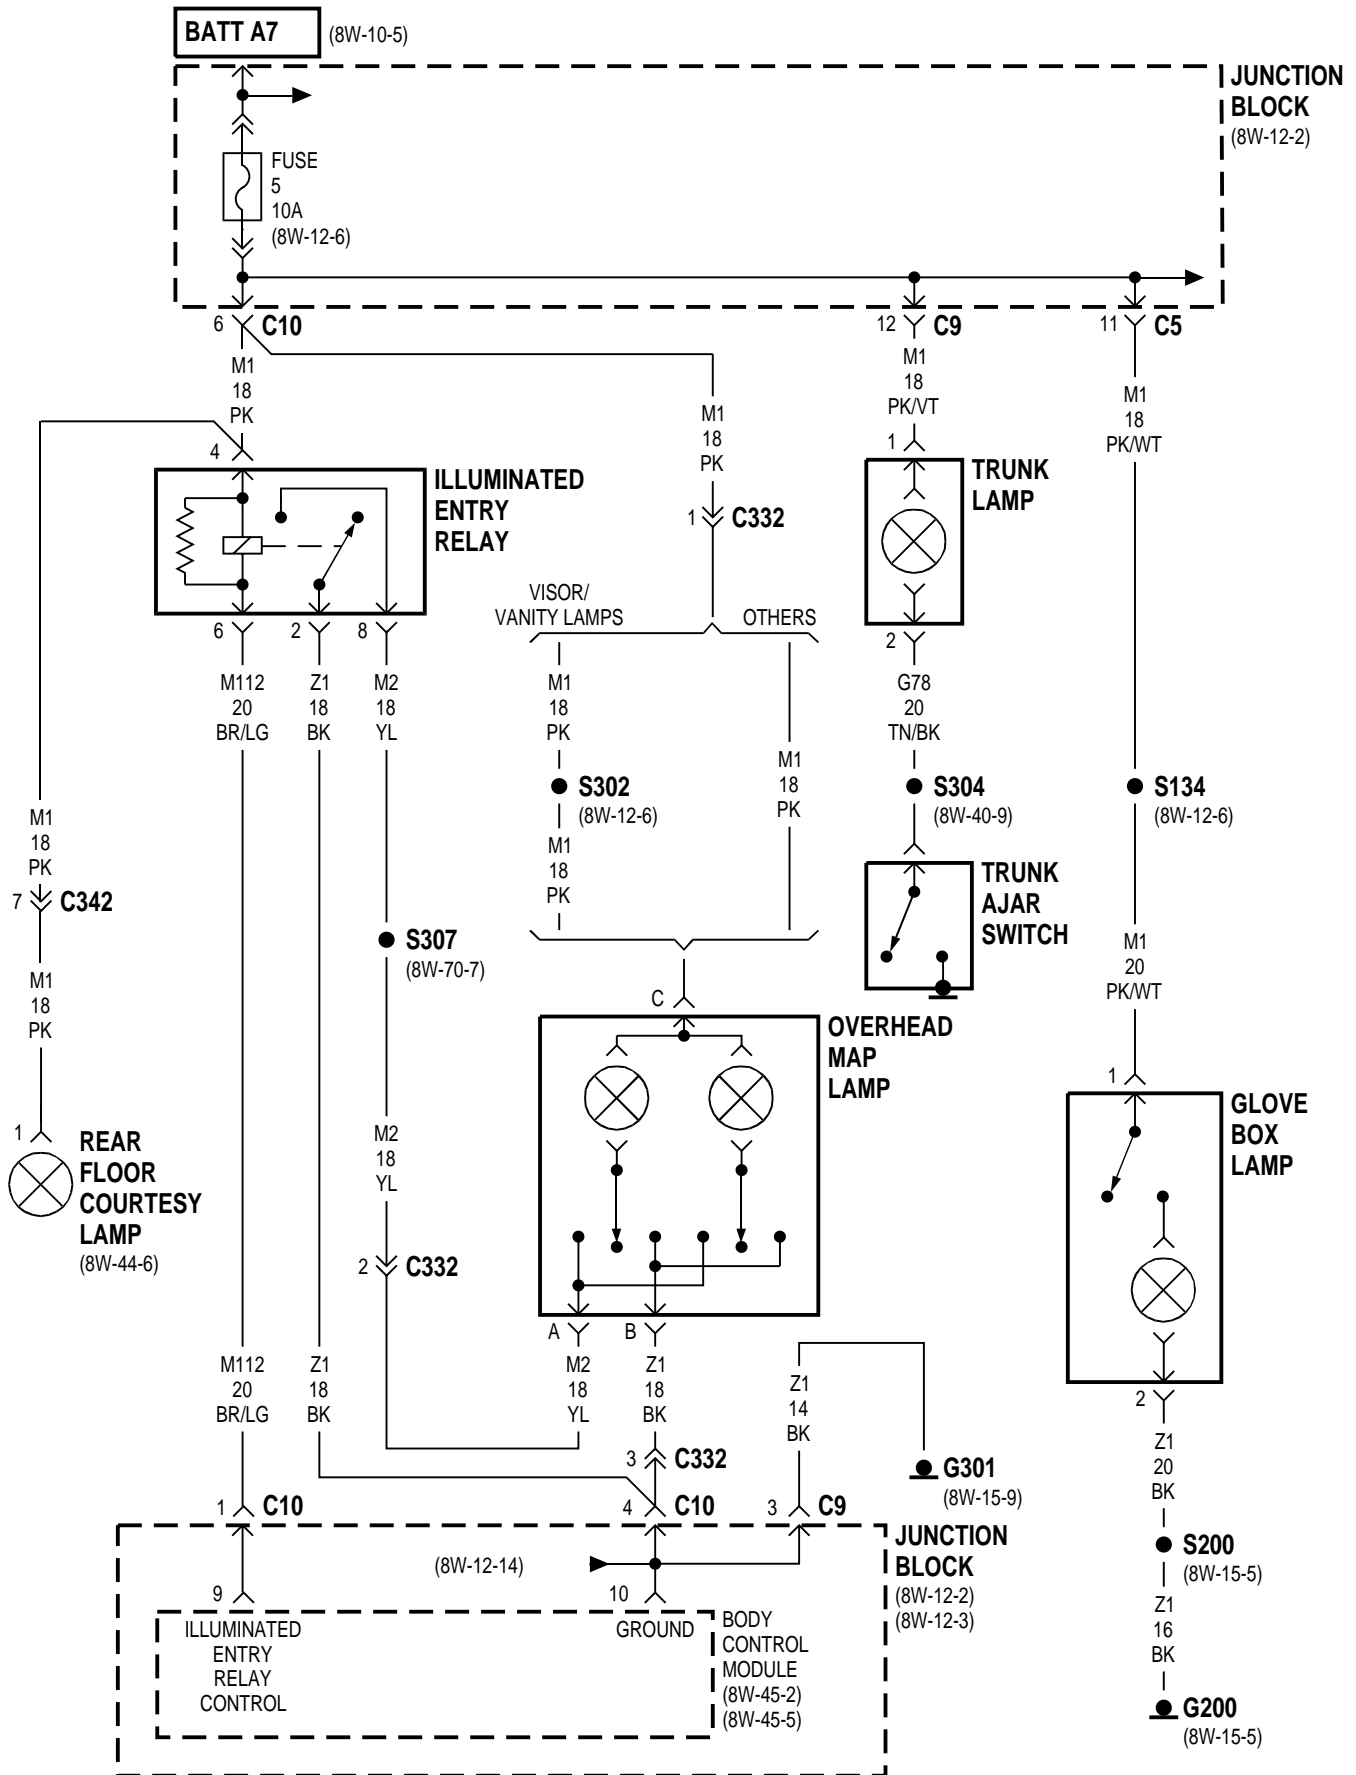 BATT A7
(8W-10-5)
JUNCTION
BLOCK
(8W-12-2)
FUSE
5
10A
(8W-12-6)
6
C10
12
C9
11
C5
M1
18
PK
M1
18
PK
M1
18
PK/VT
M1
18
PK/WT
4
1
ILLUMINATED
ENTRY
RELAY
TRUNK
LAMP
1
C332
VISOR/
VANITY LAMPS
OTHERS
6
2
8
2
M112
20
BR/LG
Z1
18
BK
M2
18
YL
M1
18
PK
G78
20
TN/BK
M1
18
PK
S302
(8W-12-6)
S304
(8W-40-9)
S134
(8W-12-6)
M1
18
PK
M1
18
PK
7
C342
TRUNK
AJAR
SWITCH
S307
(8W-70-7)
M1
20
PK/WT
M1
18
PK
C
OVERHEAD
MAP
LAMP
1
GLOVE
BOX
LAMP
1
REAR
FLOOR
COURTESY
LAMP
(8W-44-6)
M2
18
YL
2
C332
A
B
M112
20
BR/LG
Z1
18
BK
M2
18
YL
Z1
18
BK
Z1
14
BK
2
Z1
20
BK
3
C332
G301
(8W-15-9)
1
C10
4
C10
3
C9
JUNCTION
BLOCK
(8W-12-2)
(8W-12-3)
S200
(8W-15-5)
(8W-12-14)
9
10
Z1
16
BK
ILLUMINATED
ENTRY
RELAY
CONTROL
GROUND
BODY
CONTROL
MODULE
(8W-45-2)
(8W-45-5)
G200
(8W-15-5)